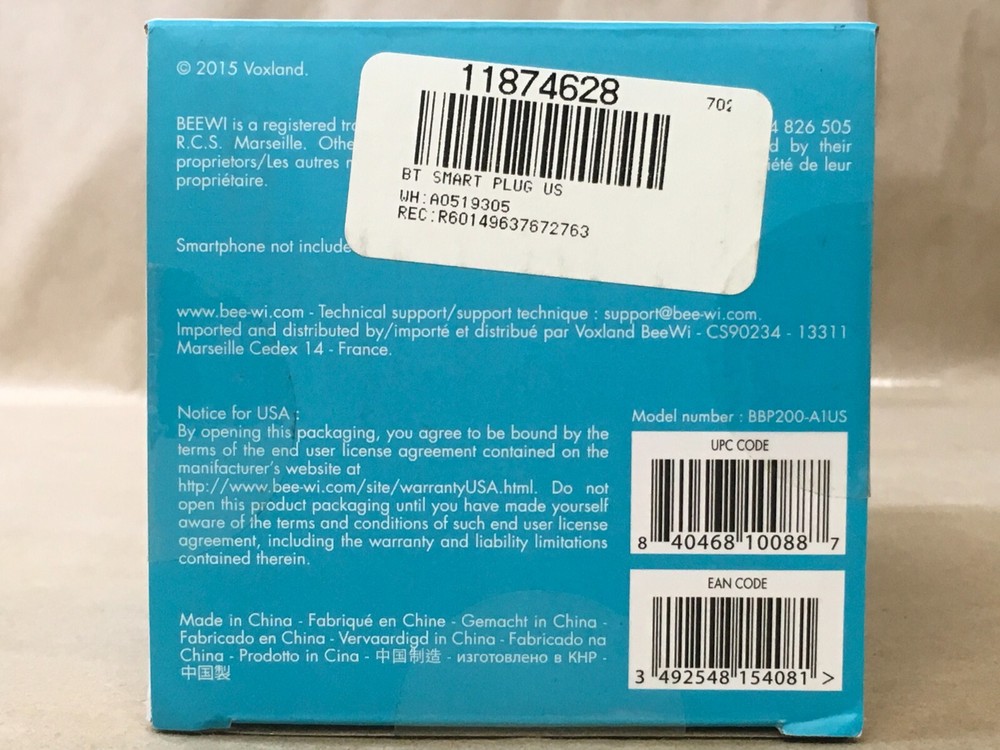 © 2015 Voxland.
11874628
702
BT SMART PLUG US
WH:A0519305
REC:R60149637672763
BEEWI is a registered
4 826 505
R.C.S. Marseille.
by their
proprietors/Les autres
de leur
propriétaire.
Smartphone not
www.bee-wi.com - Technical support/support technique : support@bee-wi.com.
Imported and distributed by/importé et distribué par Voxland BeeWi - CS90234 - 13311
Marseille Cedex 14 - France.
Notice for USA :
By opening this packaging, you agree to be bound by the
terms of the end user license agreement contained on the
manifacturer's website at
http://www.bee-wi.com/site/warrantyUSA.html. Do not
open this product packaging until you have made yourself
aware of the terms and conditions of such end user license
agreement, including the warranty and liability limitations
contained therein.
Model number : BBP200-A1US
UPC CODE
8 40468 10088 7
EAN CODE
3 492548 154081 >
Made in China - Fabriqué en Chine - Gemacht in China -
Fabricado en China - Vervaardigd in China - Fabricado na
China - Prodotto in Cina - 中国制造 - изготовлено в КНР -
中国製